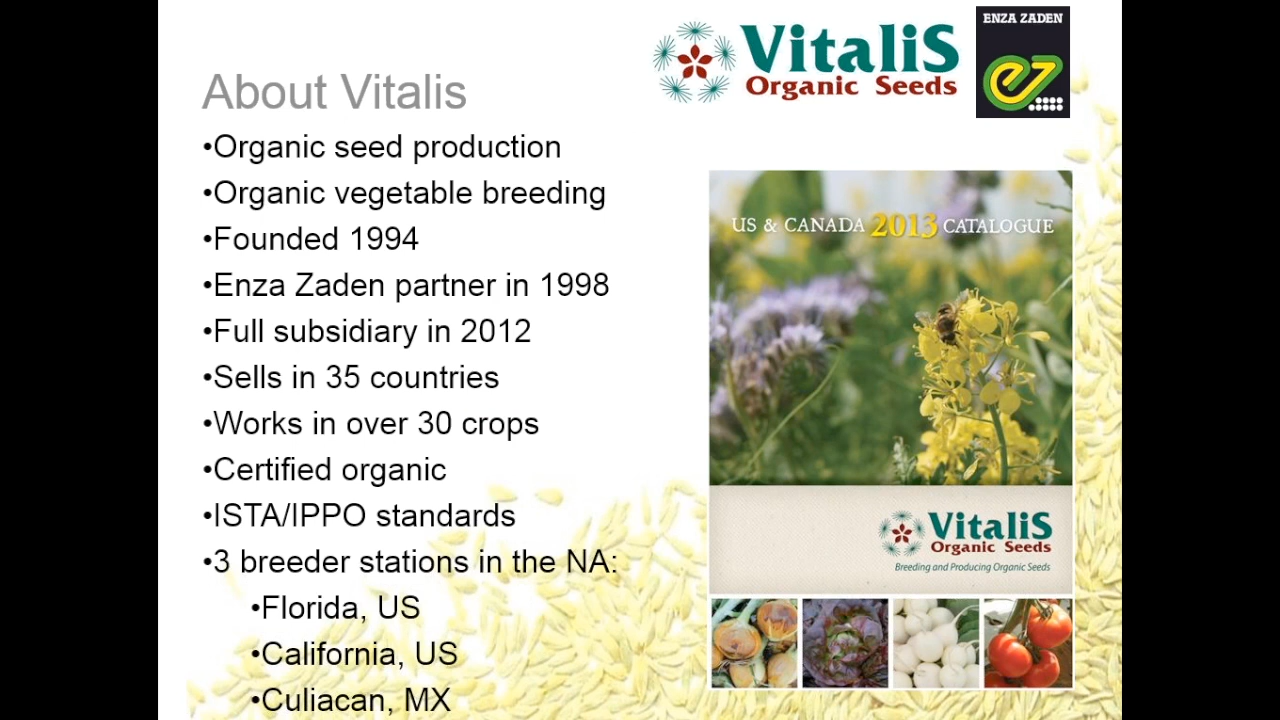 VitaliS
Organic Seeds
ENZA ZADEN
About Vitalis
•Organic seed production
•Organic vegetable breeding
•Founded 1994
•Enza Zaden partner in 1998
•Full subsidiary in 2012
•Sells in 35 countries
•Works in over 30 crops
•Certified organic
•ISTA/IPPO standards
•3 breeder stations in the NA:
•Florida, US
•California, US
•Culiacan, MX
US & CANADA 2013 CATALOGUE
VitaliS
Organic Seeds
Breeding and Producing Organic Seeds